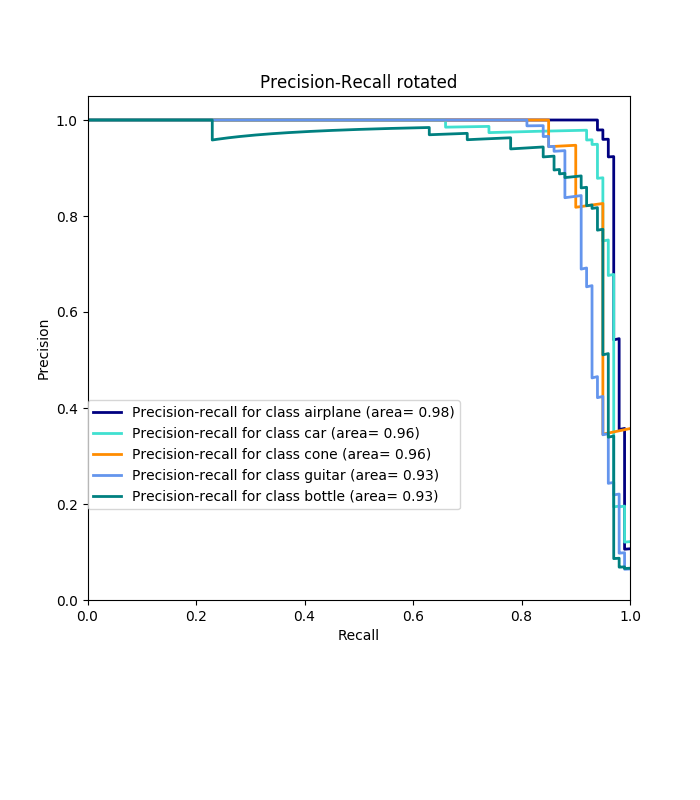 Precision-Recall rotated
1.0
0.8
0.6
0.4
0.2
0.0
Precision
Precision-recall for class airplane (area= 0.98)
Precision-recall for class car (area= 0.96)
Precision-recall for class cone (area= 0.96)
Precision-recall for class guitar (area= 0.93)
Precision-recall for class bottle (area= 0.93)
0.0 0.2 0.4 0.6 0.8 1.0
Recall